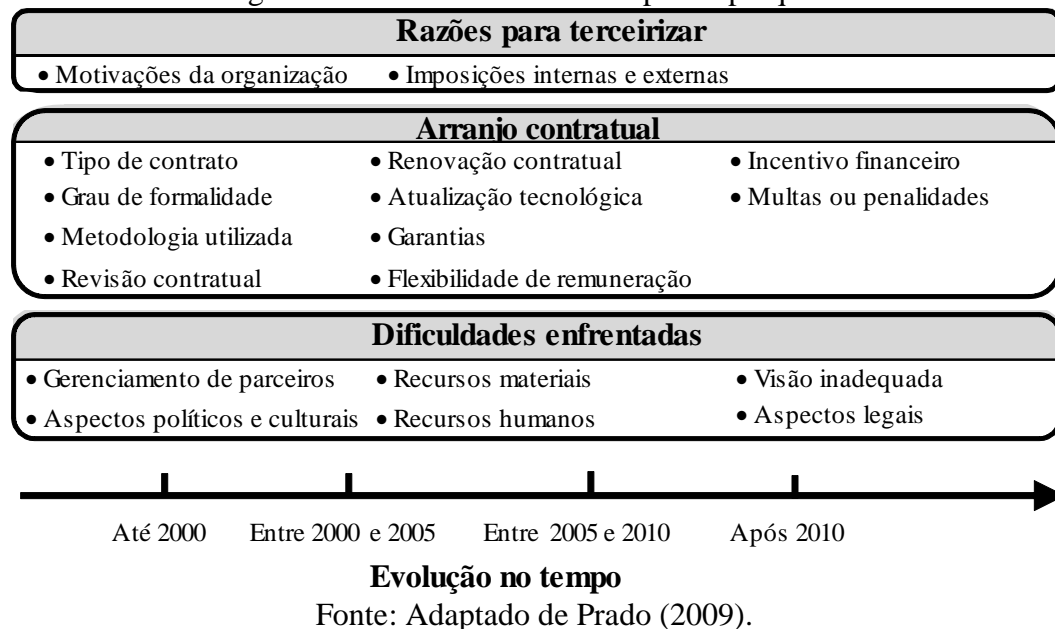 Razões para terceirizar
• Motivações da organização • Imposições internas e externas
Arranjo contratual
• Tipo de contrato • Renovação contratual • Incentivo financeiro
• Grau de formalidade • Atualização tecnológica • Multas ou penalidades
• Metodologia utilizada • Garantias
• Revisão contratual • Flexibilidade de remuneração
Dificuldades enfrentadas
• Gerenciamento de parceiros • Recursos materiais • Visão inadequada
• Aspectos políticos e culturais • Recursos humanos • Aspectos legais
Até 2000 Entre 2000 e 2005 Entre 2005 e 2010 Após 2010
Evolução no tempo
Fonte: Adaptado de Prado (2009).